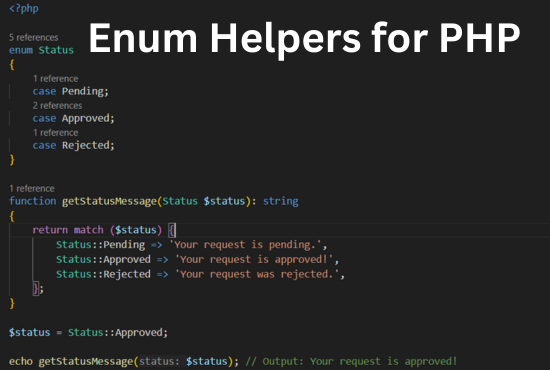 <?php
Enum Helpers for PHP
5 references
enum Status
{
1 reference
case Pending;
2 references
case Approved;
1 reference
case Rejected;
}
1 reference
function getStatusMessage(Status $status): string
{
return match ($status) {
Status::Pending => 'Your request is pending.',
Status::Approved => 'Your request is approved!',
Status::Rejected => 'Your request was rejected.',
};
}
$status = Status::Approved;
echo getStatusMessage(status: $status); // Output: Your request is approved!